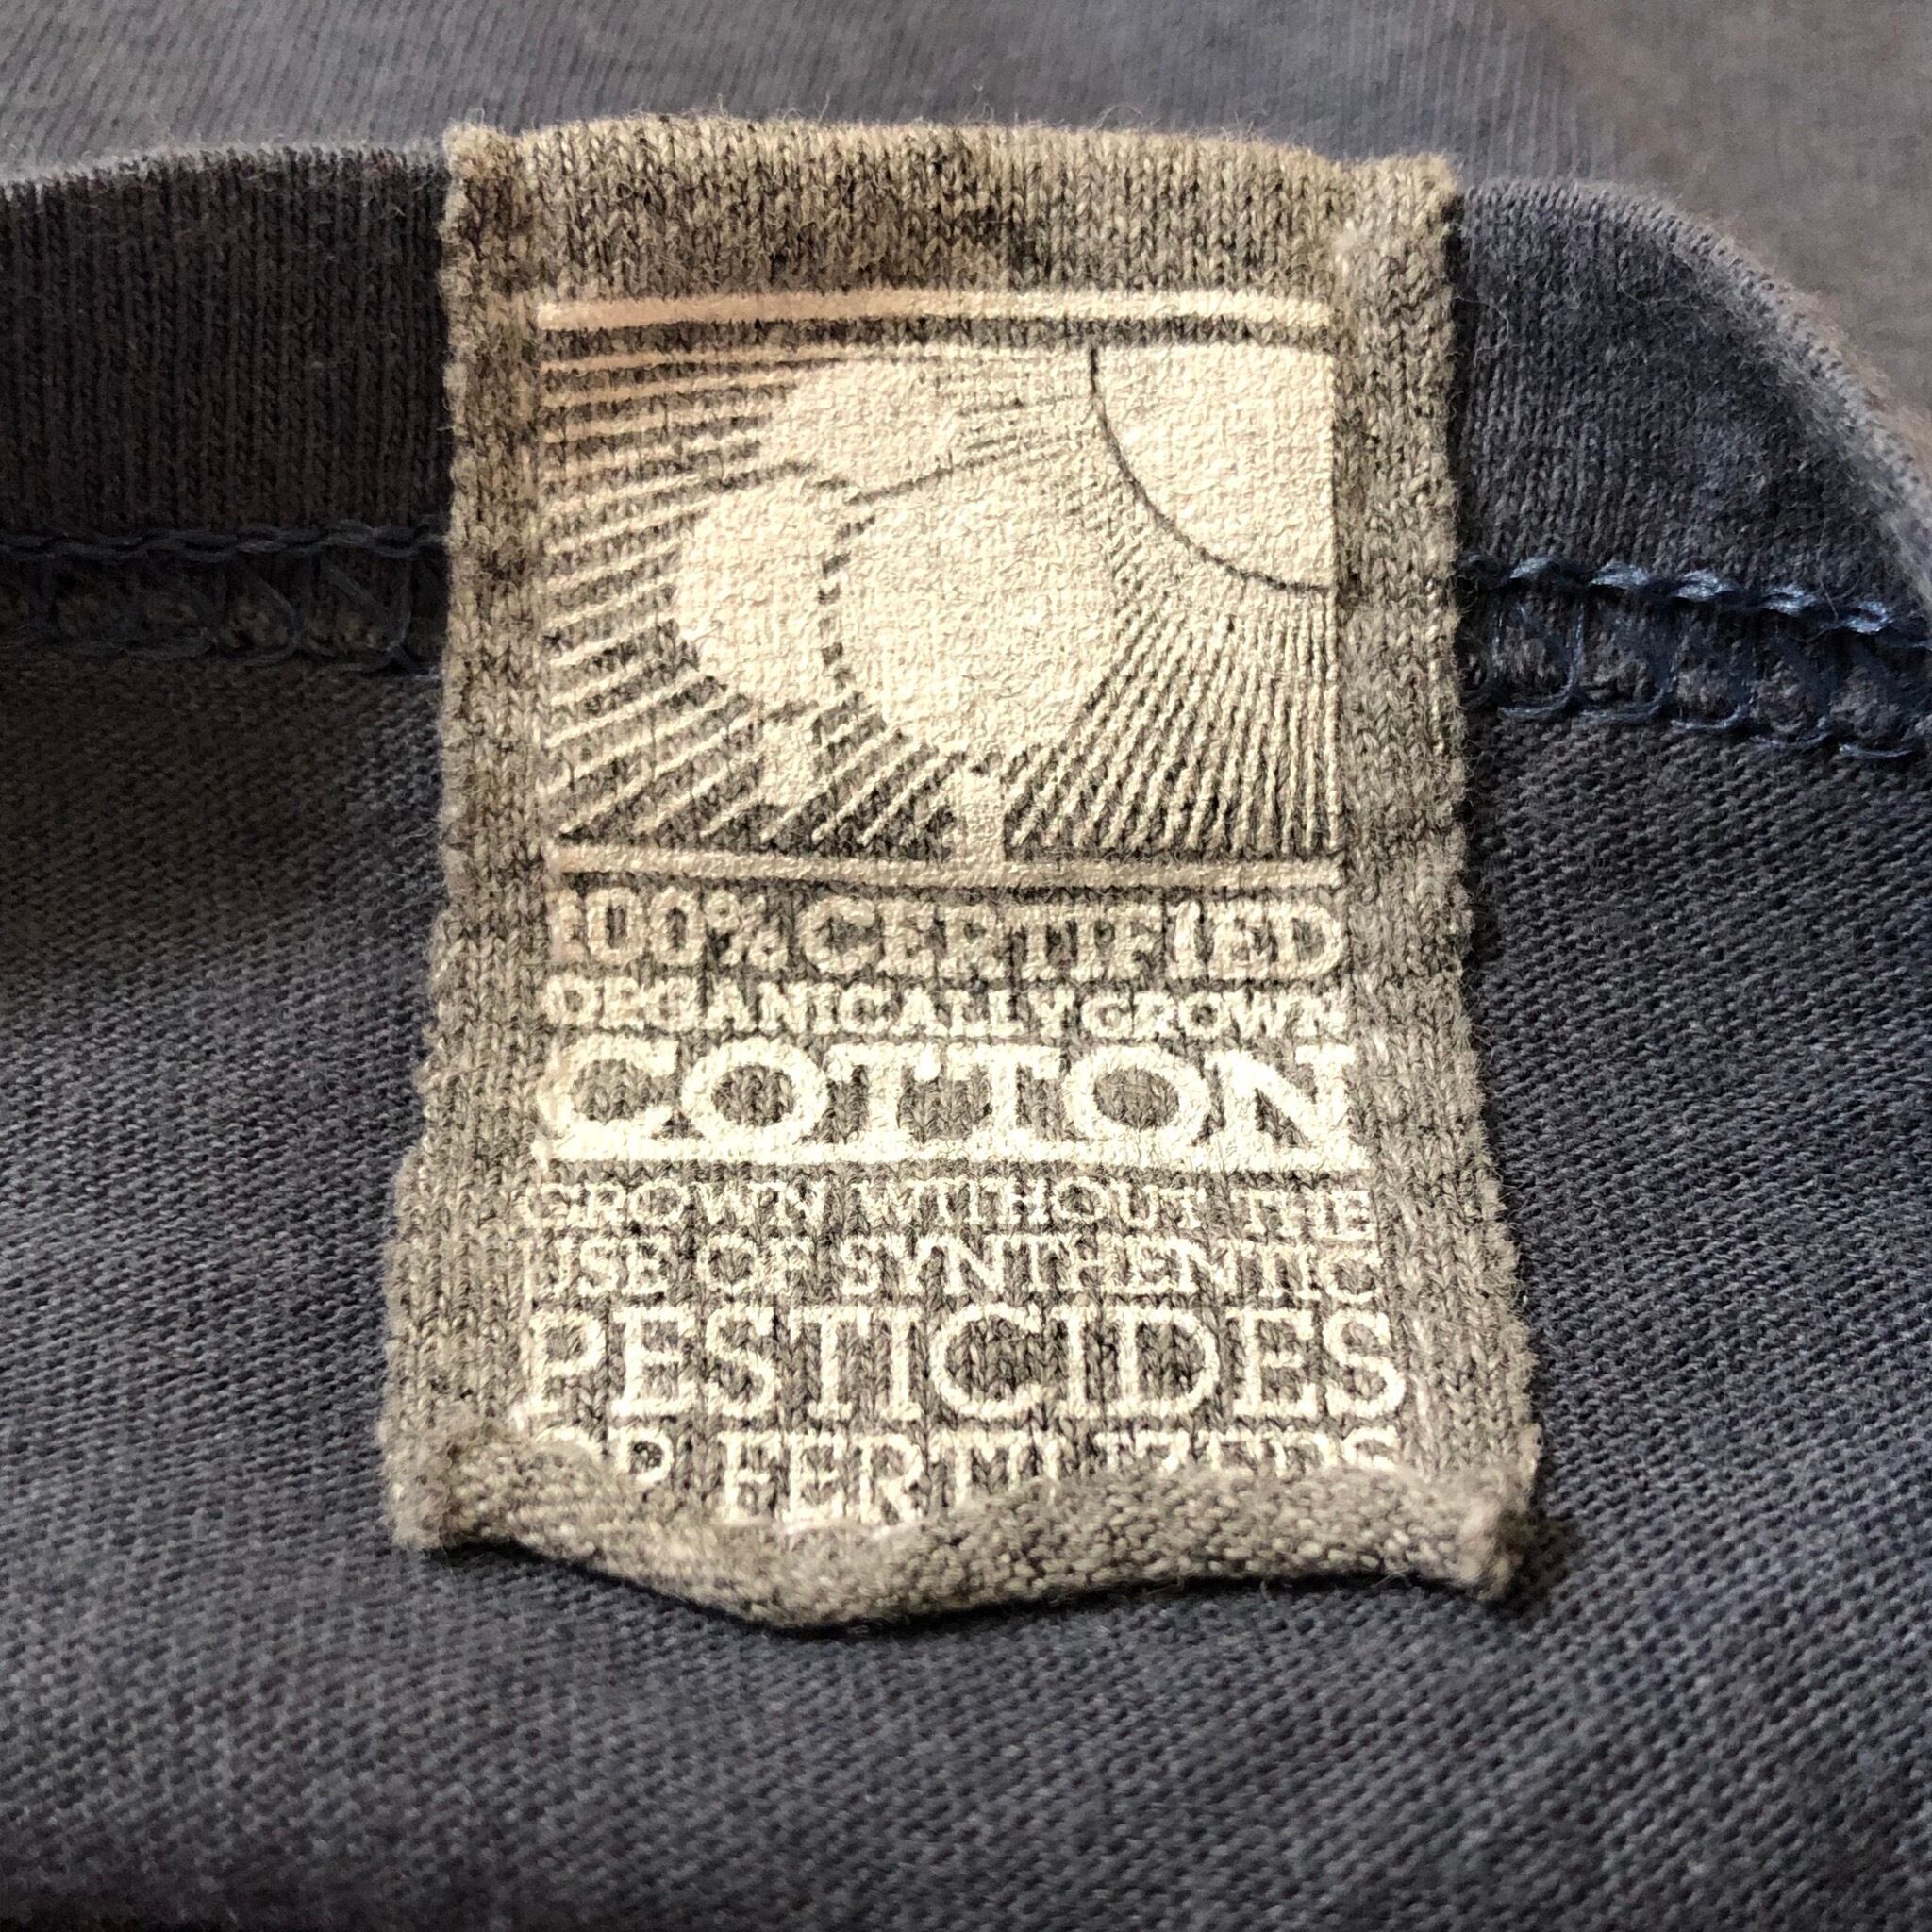 100% CERTIFIED
ORGANICALLY GROWN
COTTON
GROWN WITHOUT THE
USE OF SYNTHENTIC
PESTICIDES
OR FERTILIZERS